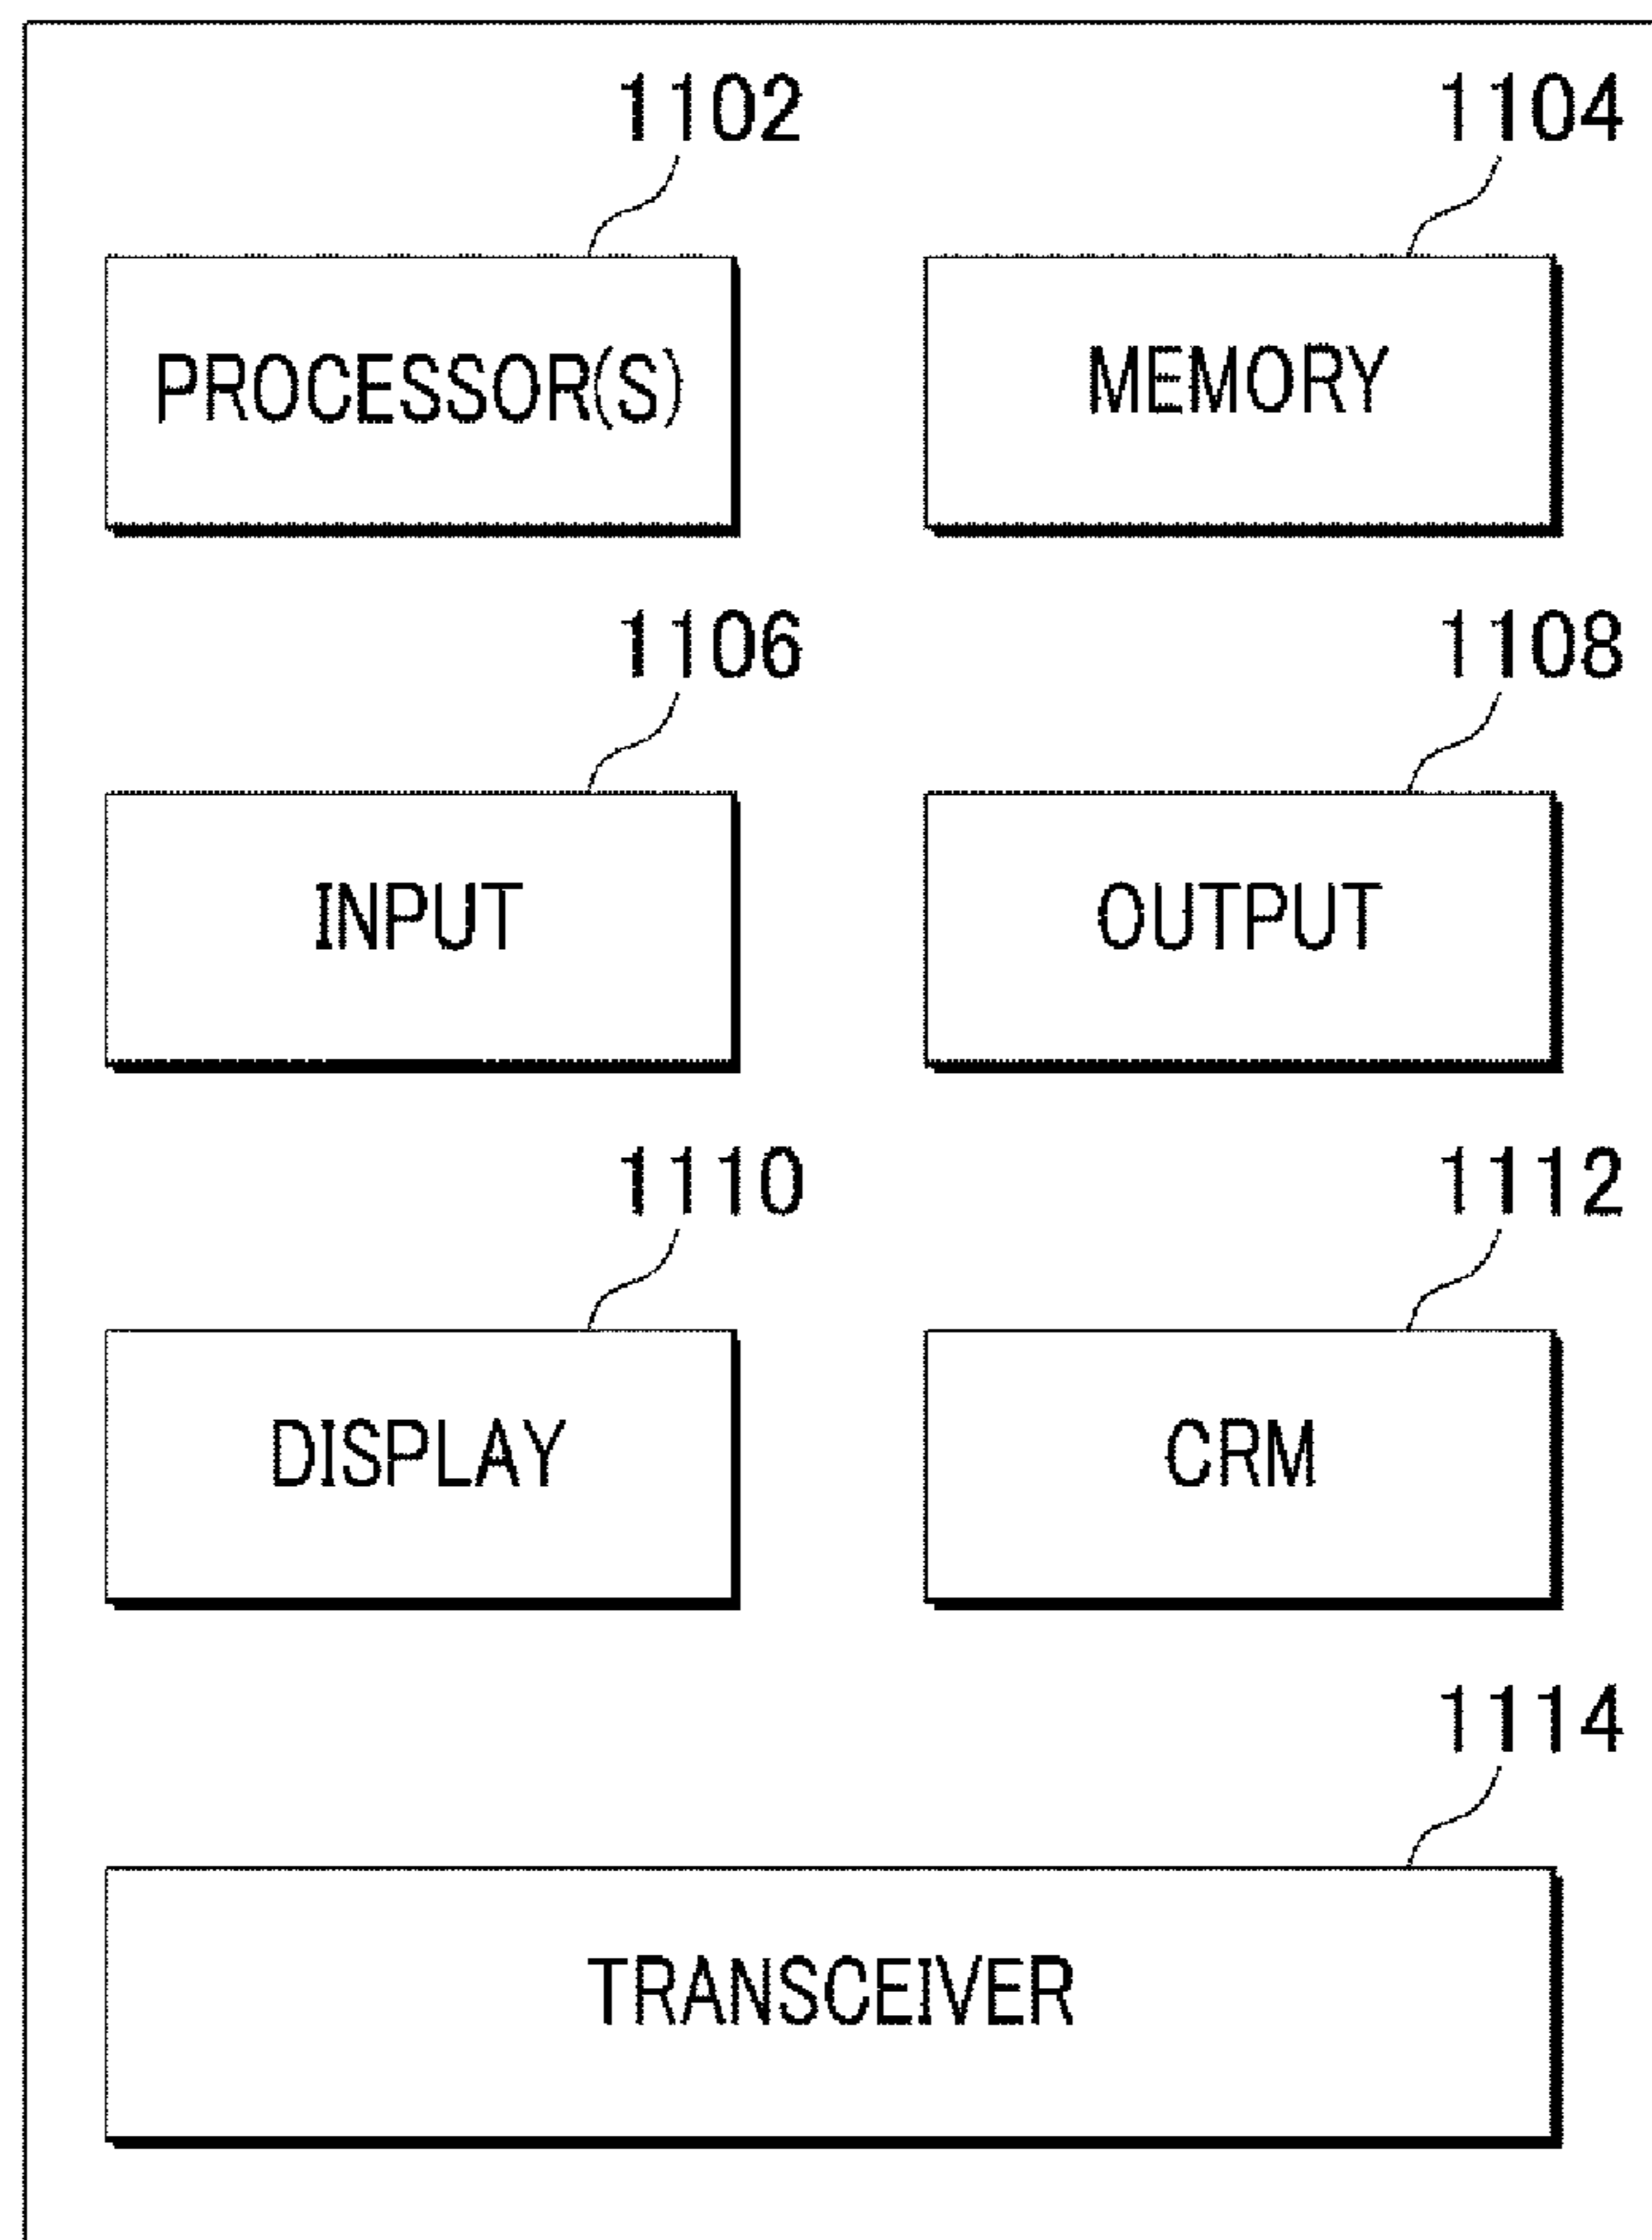 1102
1104
PROCESSOR(S)
MEMORY
1106
1108
INPUT
OUTPUT
1110
1112
DISPLAY
CRM
1114
TRANSCEIVER